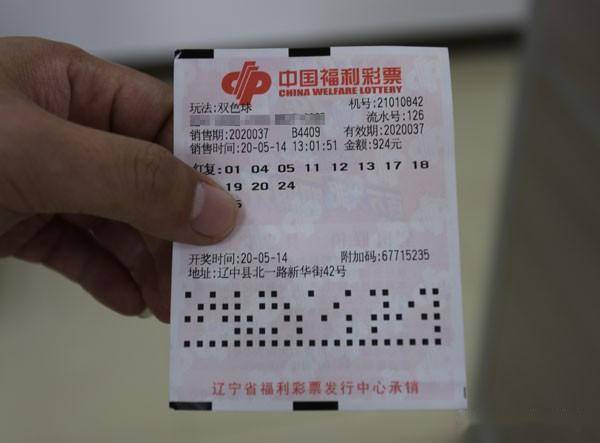 中国福利彩票
CHINA WELFARE LOTTERY
玩法:双色球 机号:21010842
流水号:126
销售期:2020037 B4409 有效期:2020037
销售时间:20-05-14 13:01:51 金额:924元
红复:01 04 05 11 12 13 17 18
19 20 24
开奖时间:20-05-14 附加码:67715235
地址:辽中县北一路新华街42号
辽宁省福利彩票发行中心承销